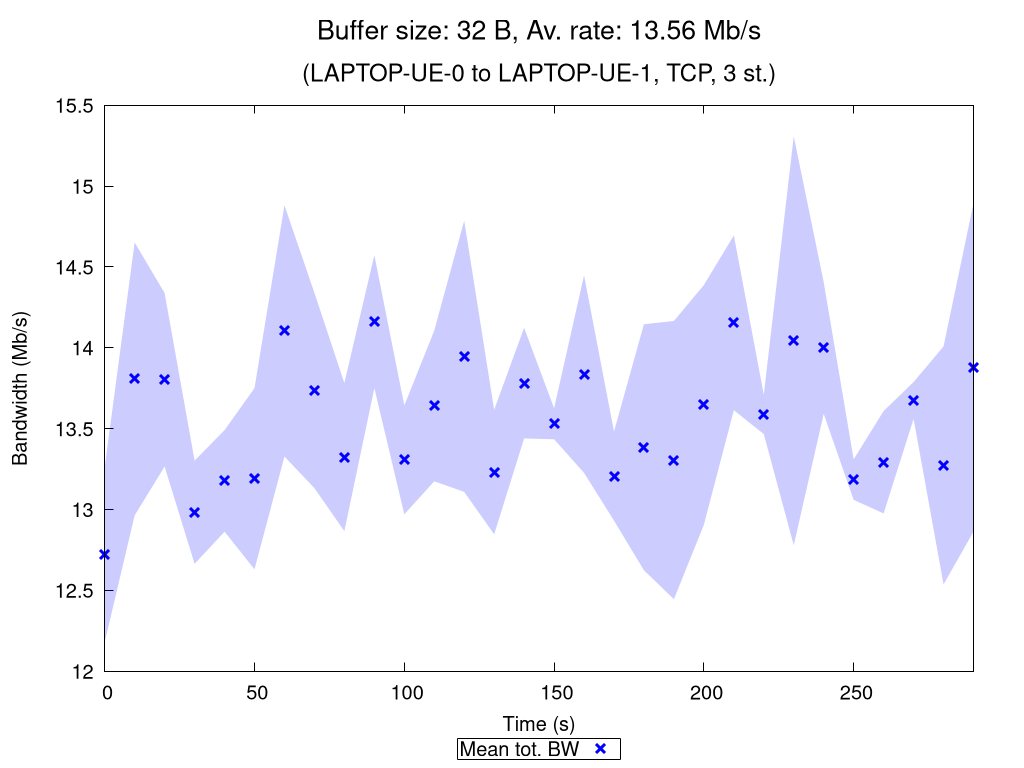 Buffer size: 32 B, Av. rate: 13.56 Mb/s
(LAPTOP-UE-0 to LAPTOP-UE-1, TCP, 3 st.)
15.5
15
14.5
14
13.5
13
12.5
12
Bandwidth (Mb/s)
0 50 100 150 200 250
Time (s)
Mean tot. BW